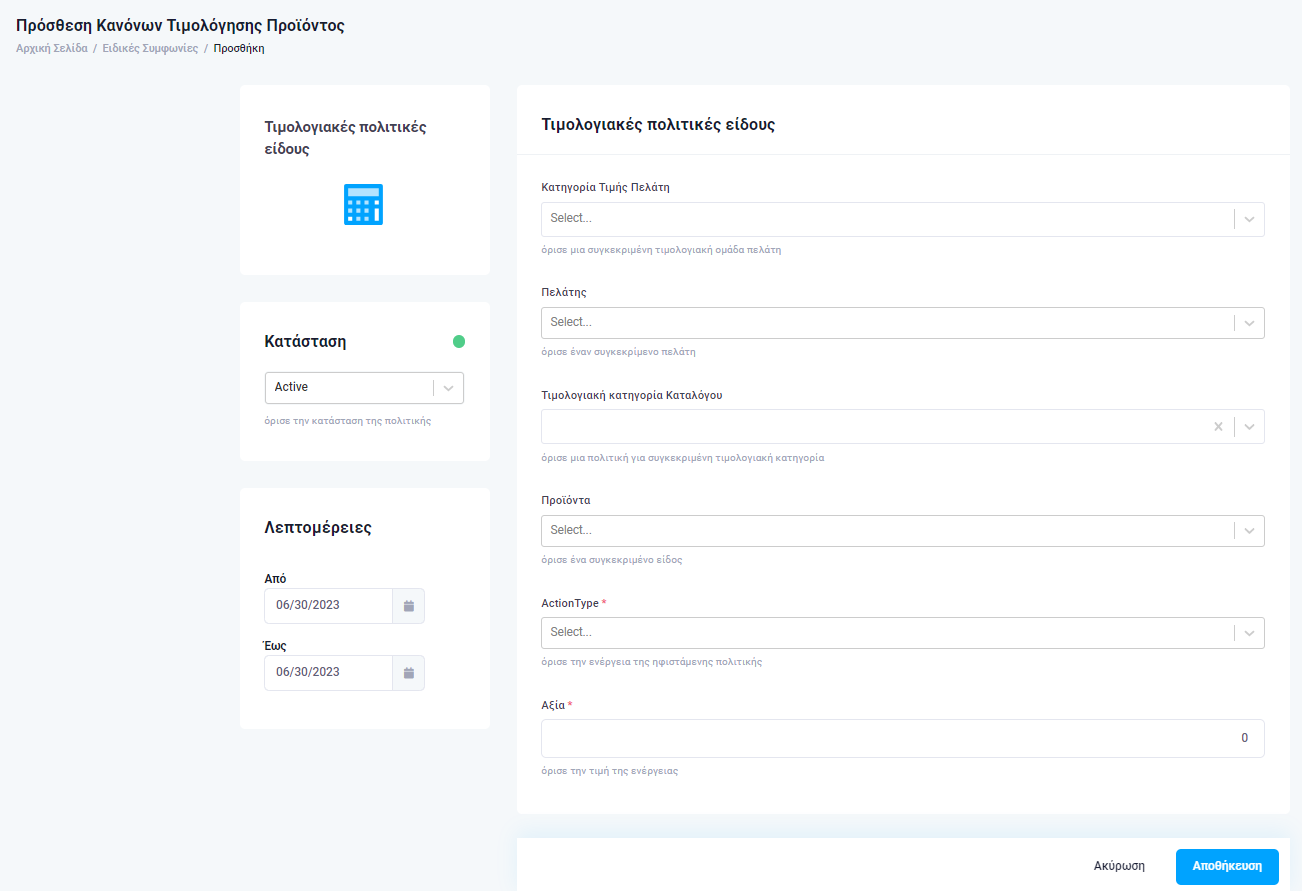 Πρόσθεση Κανόνων Τιμολόγησης Προϊόντος
Αρχική Σελίδα / Ειδικές Συμφωνίες / Προσθήκη
Τιμολογιακές πολιτικές
είδους
Κατάσταση
Active
όρισε την κατάσταση της πολιτικής
Λεπτομέρειες
Από
06/30/2023
Έως
06/30/2023
Τιμολογιακές πολιτικές είδους
Κατηγορία Τιμής Πελάτη
Select...
όρισε μια συγκεκριμένη τιμολογιακή ομάδα πελάτη
Πελάτης
Select...
όρισε έναν συγκεκρίμενο πελάτη
Τιμολογιακή κατηγορία Καταλόγου
όρισε μια πολιτική για συγκεκριμένη τιμολογιακή κατηγορία
Προϊόντα
Select...
όρισε ένα συγκεκριμένο είδος
ActionType *
Select...
όρισε την ενέργεια της ηφιστάμενης πολιτικής
Αξία *
0
όρισε την τιμή της ενέργειας
Ακύρωση
Αποθήκευση